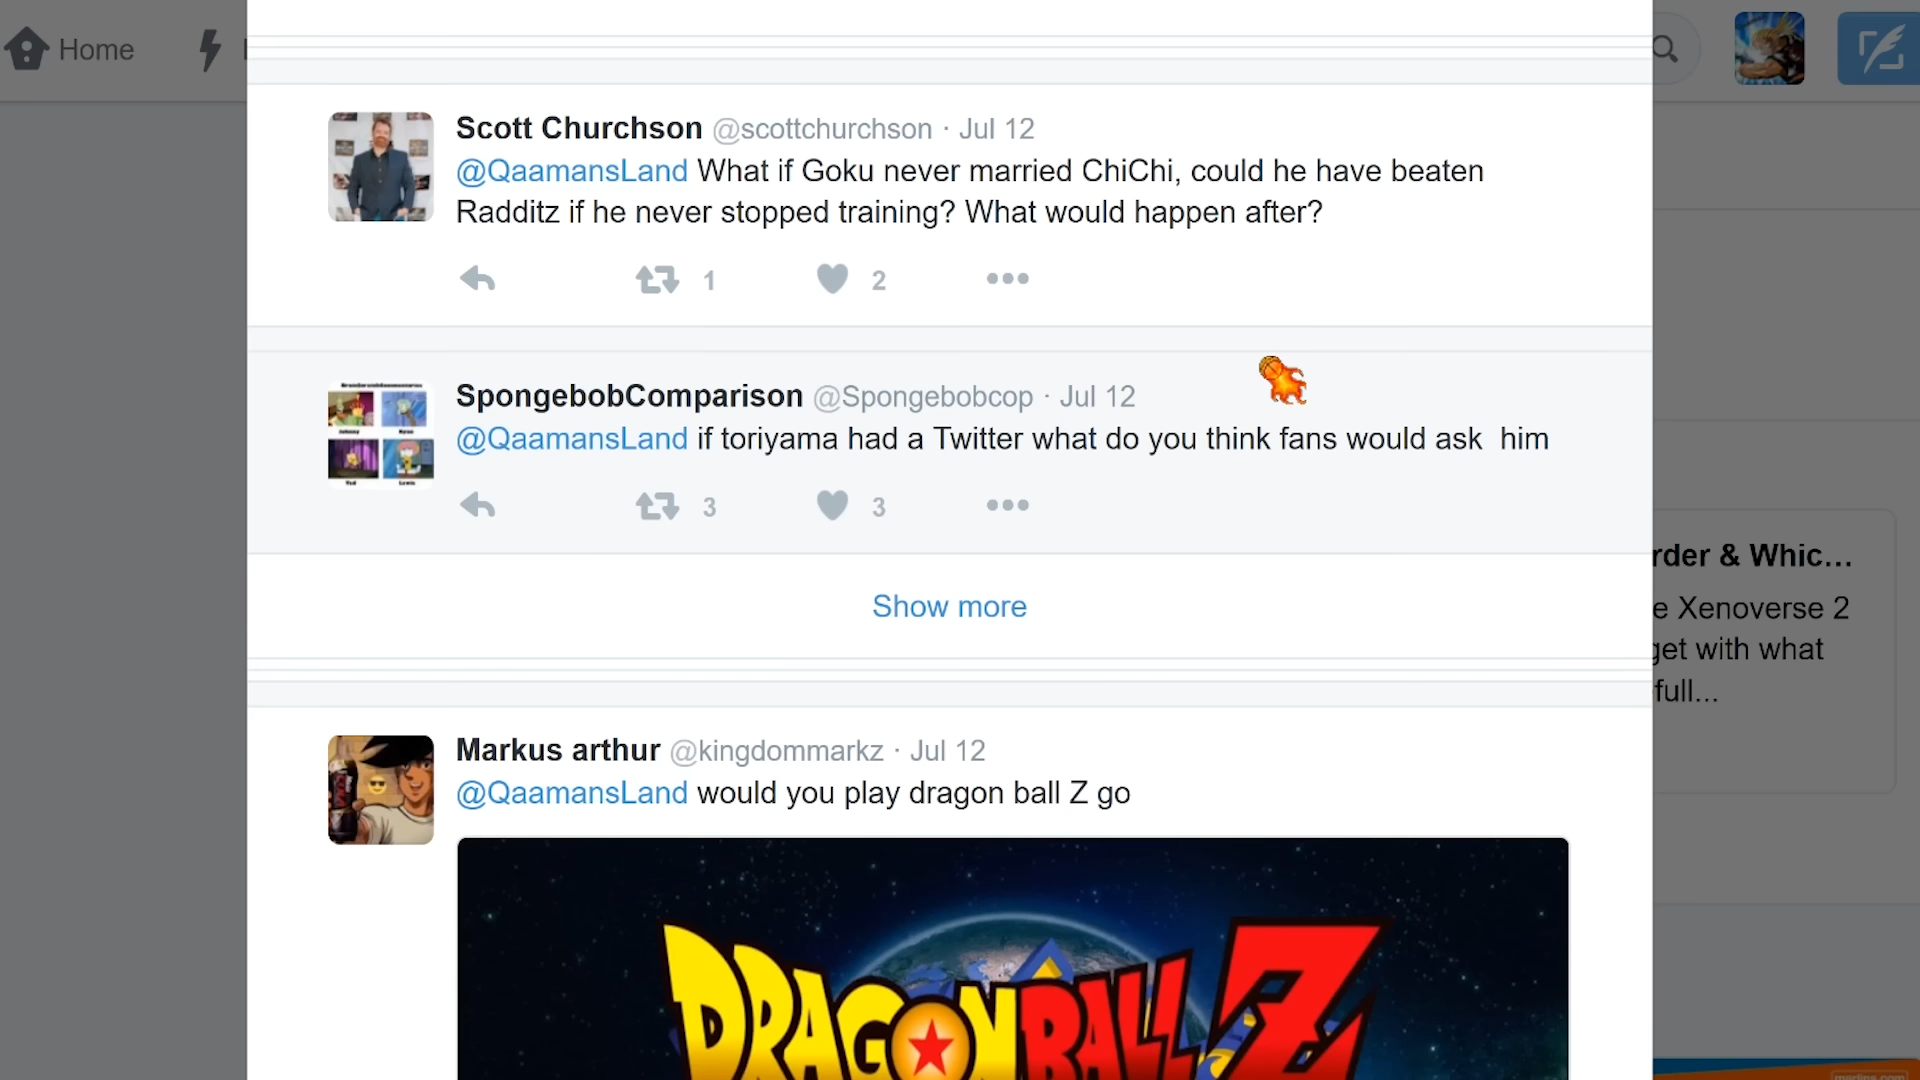 Home
Scott Churchson @scottchurchson · Jul 12
@QaamansLand What if Goku never married ChiChi, could he have beaten
Radditz if he never stopped training? What would happen after?
1 2
SpongebobComparison @Spongebobcop · Jul 12
@QaamansLand if toriyama had a Twitter what do you think fans would ask him
3 3
Show more
rder & Whic...
e Xenoverse 2
get with what
full...
Markus arthur @kingdommarkz · Jul 12
@QaamansLand would you play dragon ball Z go
DRAGONBALL Z